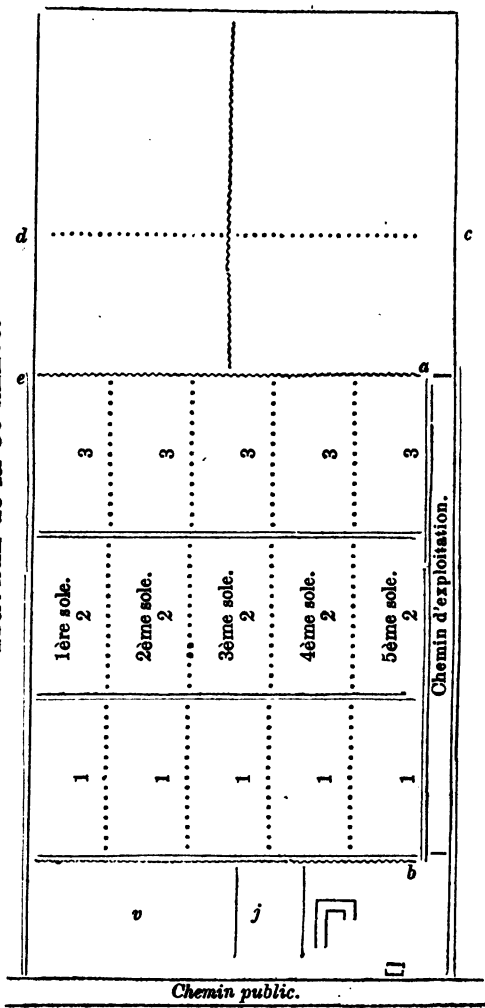 d
c
e
a
3
3
3
3
3
1ère sole.
2
2ème sole.
2
3ème sole.
2
4ème sole.
2
5ème sole.
2
Chemin d'exploitation.
1
1
1
1
1
b
v
j
Chemin public.